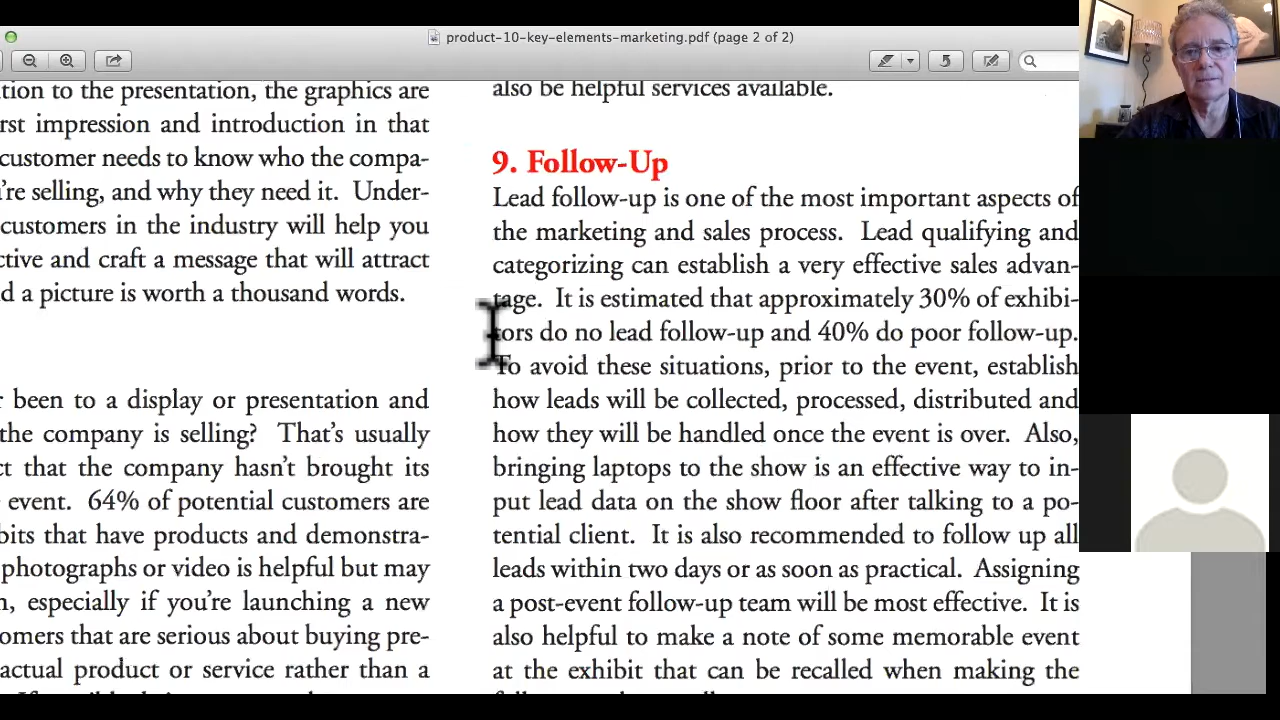 product-10-key-elements-marketing.pdf (page 2 of 2)
tion to the presentation, the graphics are
rst impression and introduction in that
customer needs to know who the compa-
u're selling, and why they need it. Under-
customers in the industry will help you
ctive and craft a message that will attract
d a picture is worth a thousand words.
r been to a display or presentation and
the company is selling? That's usually
ct that the company hasn't brought its
event. 64% of potential customers are
bits that have products and demonstra-
photographs or video is helpful but may
n, especially if you're launching a new
omers that are serious about buying pre-
actual product or service rather than a
also be helpful services available.
9. Follow-Up
Lead follow-up is one of the most important aspects of
the marketing and sales process. Lead qualifying and
categorizing can establish a very effective sales advan-
tage. It is estimated that approximately 30% of exhibi-
tors do no lead follow-up and 40% do poor follow-up.
To avoid these situations, prior to the event, establish
how leads will be collected, processed, distributed and
how they will be handled once the event is over. Also,
bringing laptops to the show is an effective way to in-
put lead data on the show floor after talking to a po-
tential client. It is also recommended to follow up all
leads within two days or as soon as practical. Assigning
a post-event follow-up team will be most effective. It is
also helpful to make a note of some memorable event
at the exhibit that can be recalled when making the